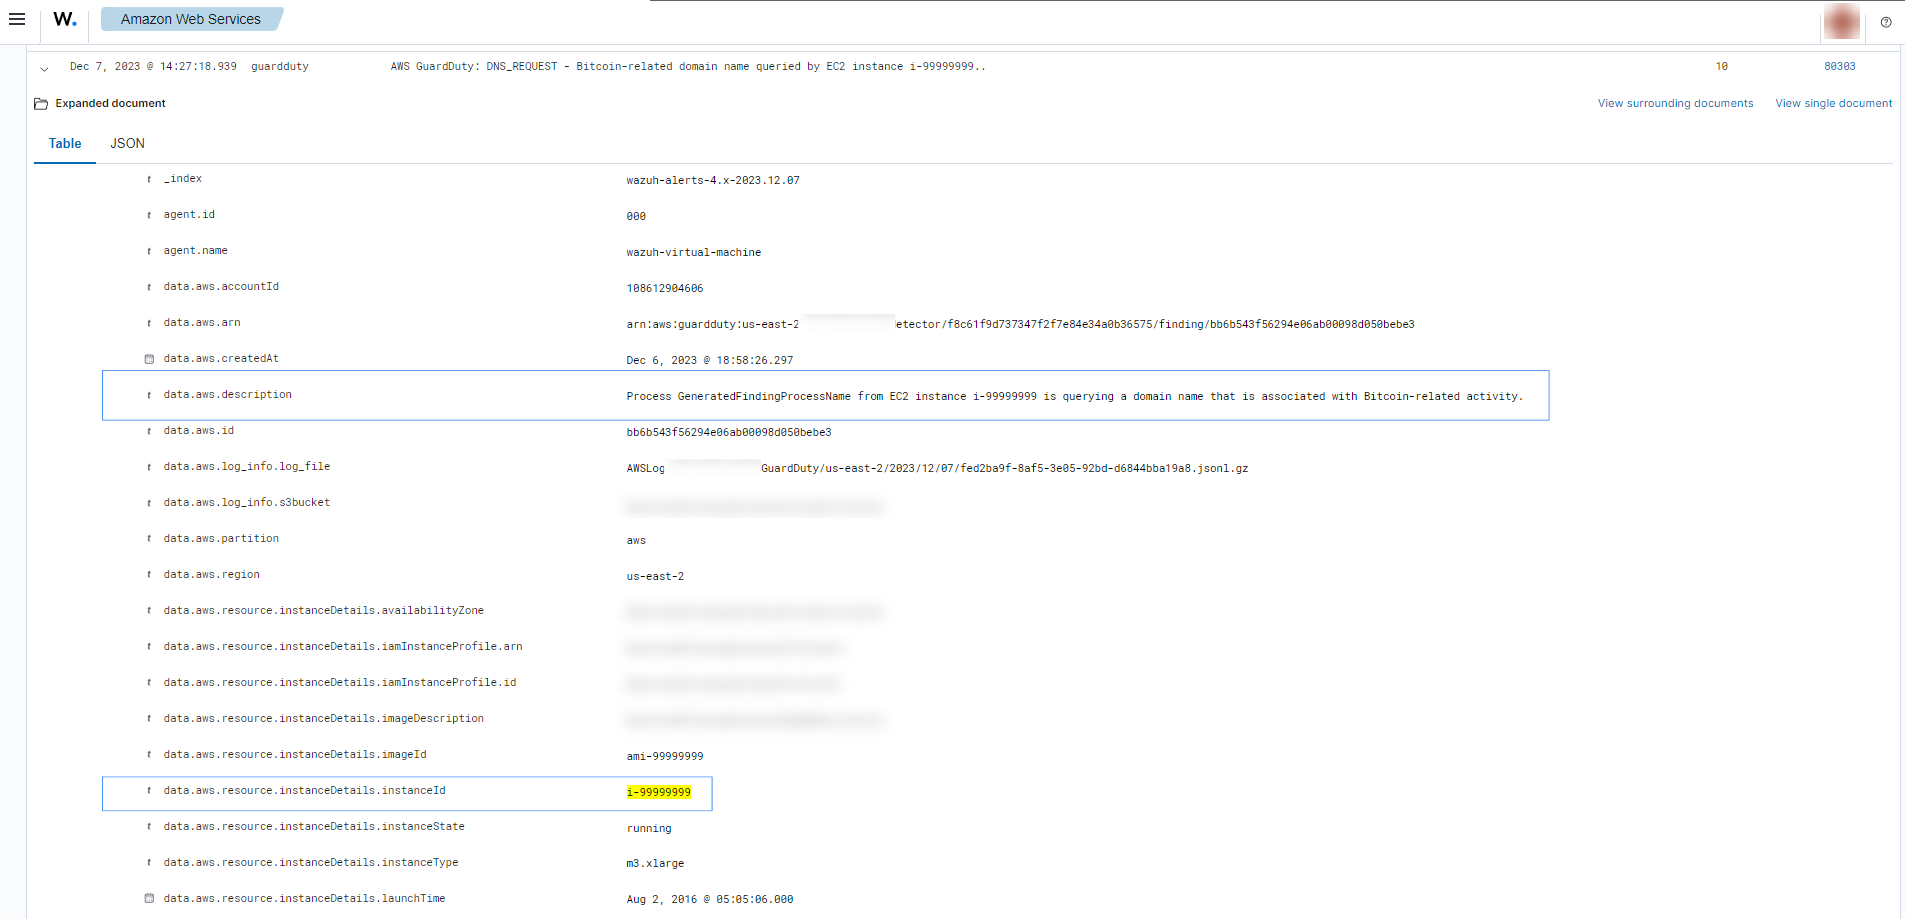 W. Amazon Web Services
Dec 7, 2023 @ 14:27:18.939 guardduty AWS GuardDuty: DNS_REQUEST - Bitcoin-related domain name queried by EC2 instance i-99999999.. 10 80303
Expanded document View surrounding documents View single document
Table JSON
t _index wazuh-alerts-4.x-2023.12.07
t agent.id 000
t agent.name wazuh-virtual-machine
t data.aws.accountId 108612904606
t data.aws.arn arn:aws:guardduty:us-east-2 etector/f8c61f9d737347f2f7e84e34a0b36575/finding/bb6b543f56294e06ab00098d050bebe3
data.aws.createdAt Dec 6, 2023 @ 18:58:26.297
t data.aws.description Process GeneratedFindingProcessName from EC2 instance i-99999999 is querying a domain name that is associated with Bitcoin-related activity.
t data.aws.id bb6b543f56294e06ab00098d050bebe3
t data.aws.log_info.log_file AWSLog GuardDuty/us-east-2/2023/12/07/fed2ba9f-8af5-3e05-92bd-d6844bba19a8.jsonl.gz
t data.aws.log_info.s3bucket
t data.aws.partition aws
t data.aws.region us-east-2
t data.aws.resource.instanceDetails.availabilityZone
t data.aws.resource.instanceDetails.iamInstanceProfile.arn
t data.aws.resource.instanceDetails.iamInstanceProfile.id
t data.aws.resource.instanceDetails.imageDescription
t data.aws.resource.instanceDetails.imageId ami-99999999
t data.aws.resource.instanceDetails.instanceId i-99999999
t data.aws.resource.instanceDetails.instanceState running
t data.aws.resource.instanceDetails.instanceType m3.xlarge
data.aws.resource.instanceDetails.launchTime Aug 2, 2016 @ 05:05:06.000